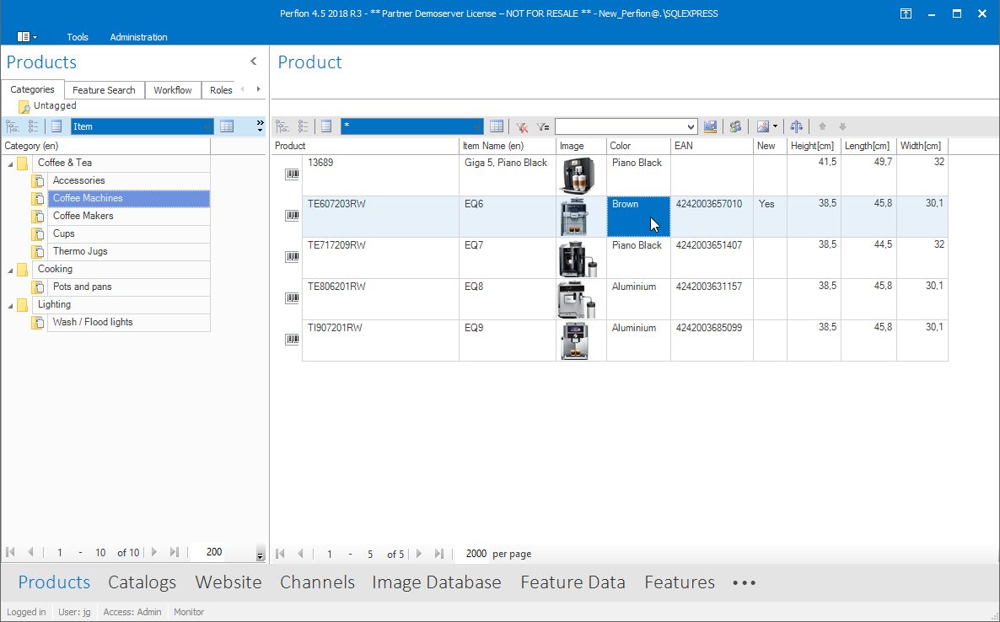 Perfion 4.5 2018 R3 - ** Partner Demoserver License – NOT FOR RESALE ** - New_Perfion@.\SQLEXPRESS
Tools Administration
Products
Product
Categories Feature Search Workflow Roles
Untagged
Item
*
Category (en)
Coffee & Tea
Accessories
Coffee Machines
Coffee Makers
Cups
Thermo Jugs
Cooking
Pots and pans
Lighting
Wash / Flood lights
Product Item Name (en) Image Color EAN New Height[cm] Length[cm] Width[cm]
13689 Giga 5, Piano Black Piano Black 41,5 49,7 32
TE607203RW EQ6 Brown 4242003657010 Yes 38,5 45,8 30,1
TE717209RW EQ7 Piano Black 4242003651407 38,5 44,5 32
TE806201RW EQ8 Aluminium 4242003631157 38,5 45,8 30,1
TI907201RW EQ9 Aluminium 4242003685099 38,5 45,8 30,1
1 - 10 of 10 200
1 - 5 of 5 2000 per page
Products Catalogs Website Channels Image Database Feature Data Features •••
Logged in User: jg Access: Admin Monitor